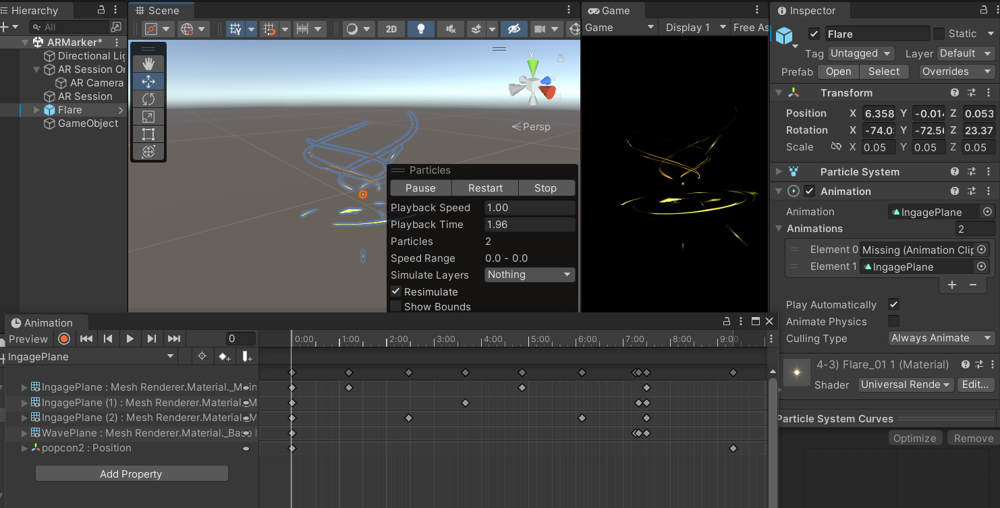 Hierarchy
All
ARMarker*
Directional Lig
AR Session Or
AR Camera
AR Session
Flare
GameObject
Scene
2D
y
z
x
Persp
Particles
Pause Restart Stop
Playback Speed 1.00
Playback Time 1.96
Particles 2
Speed Range 0.0 - 0.0
Simulate Layers Nothing
Resimulate
Show Bounds
Game
Game Display 1 Free As
Inspector
Flare Static
Tag Untagged Layer Default
Prefab Open Select Overrides
Transform
Position X 6.358 Y -0.014 Z 0.053
Rotation X -74.0 Y -72.50 Z 23.37
Scale X 0.05 Y 0.05 Z 0.05
Particle System
Animation
Animation IngagePlane
Animations 2
Element 0 Missing (Animation Clip
Element 1 IngagePlane
Play Automatically
Animate Physics
Culling Type Always Animate
4-3) Flare_01 1 (Material)
Shader Universal Rende Edit...
Particle System Curves
Optimize Remove
Animation
Preview 0
0:00 1:00 2:00 3:00 4:00 5:00 6:00 7:00 8:00 9:00
IngagePlane
IngagePlane : Mesh Renderer.Material._Main
IngagePlane (1) : Mesh Renderer.Material._M
IngagePlane (2) : Mesh Renderer.Material._M
WavePlane : Mesh Renderer.Material._Base
popcon2 : Position
Add Property